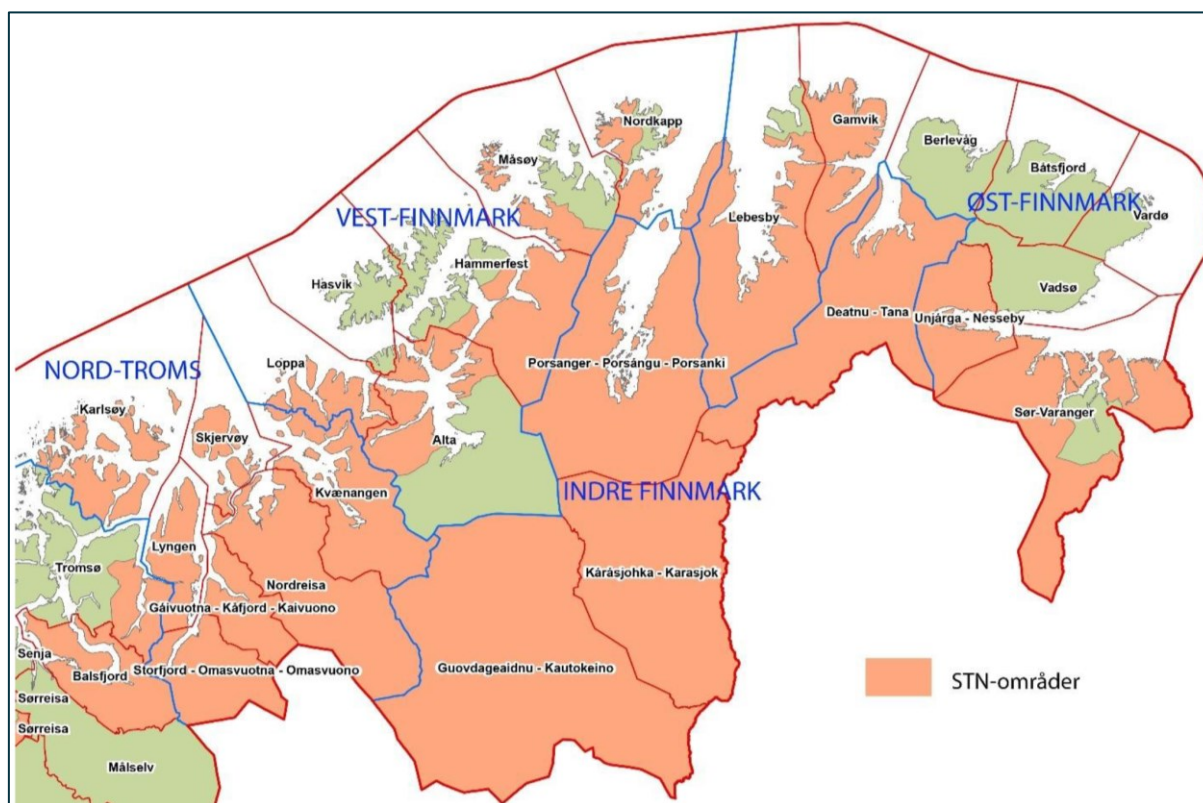 Gamvik
Nordkapp
Berlevåg
Måsøy
Båtsfjord
ØST-FINNMARK
Vardø
VEST-FINNMARK
Lebesby
Hammerfest
Hasvik
Vadsø
Deatnu - Tana
Unjárga - Nesseby
Porsanger - Porsángu - Porsanki
Loppa
NORD-TROMS
Karlsøy
Sør-Varanger
Skjervøy
Alta
INDRE FINNMARK
Kvænangen
Lyngen
Tromsø
Kárásjohka - Karasjok
Nordreisa
Gáivuotna - Kåfjord - Kaivuono
Senja
Balsfjord
Storfjord - Omasvuotna - Omasvuono
Guovdageaidnu - Kautokeino
STN-områder
Sørreisa
Sørreisa
Målselv